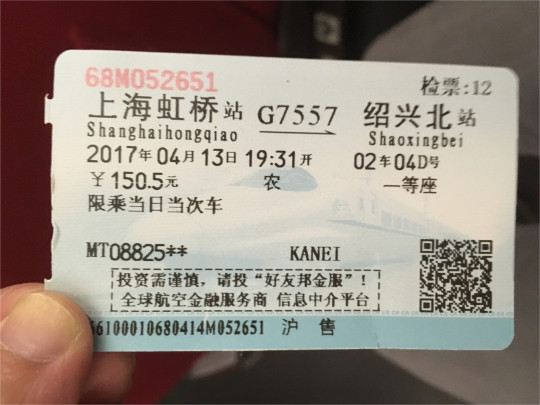 68M052651 检票:12
上海虹桥站 G7557 绍兴北站
Shanghaihongqiao Shaoxingbei
2017年04月13日19:31开 02车04D号
￥150.5元 农 一等座
限乘当日当次车
MT08825** KANEI
投资需谨慎，请投“好友邦金服”！
全球航空金融服务商 信息中介平台
66100010680414M052651 沪售